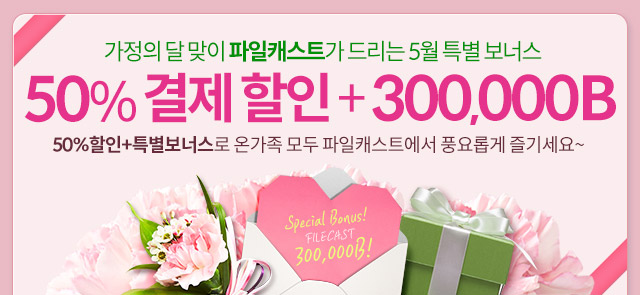 가정의 달 맞이 파일캐스트가 드리는 5월 특별 보너스
50% 결제 할인 + 300,000B
50%할인+특별보너스로 온가족 모두 파일캐스트에서 풍요롭게 즐기세요~
Special Bonus!
FILECAST
300,000B!